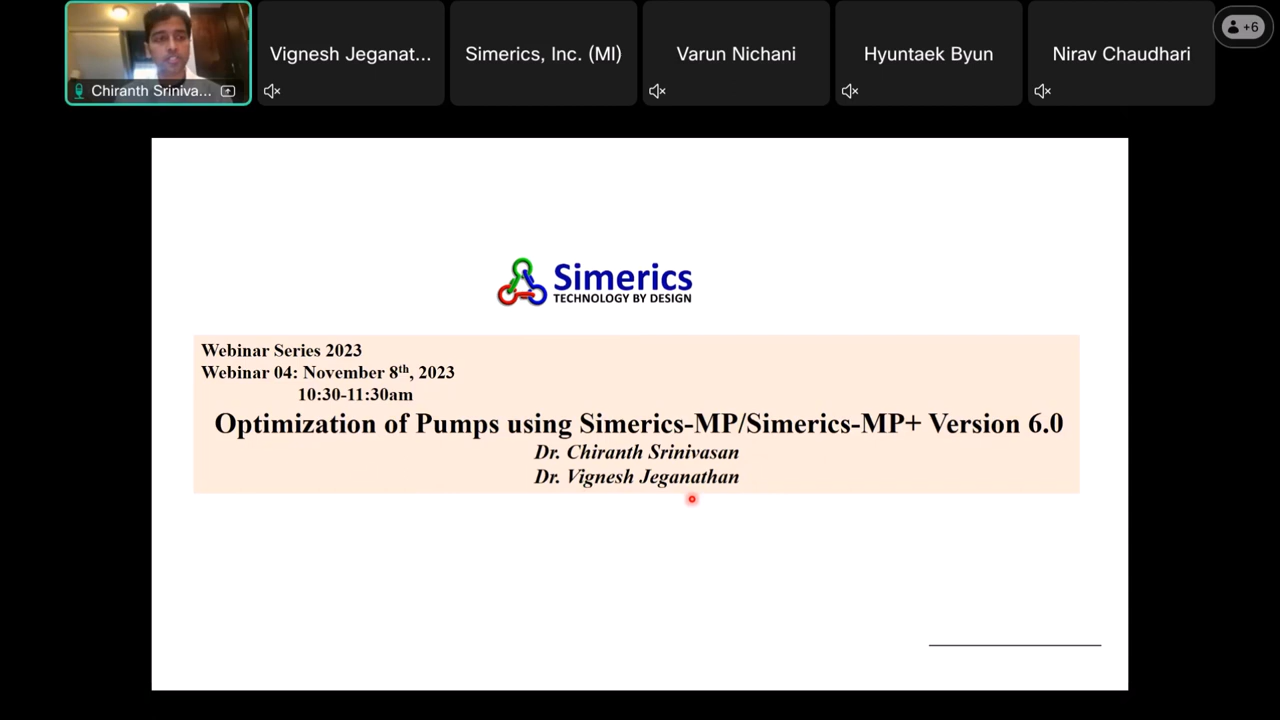 Chiranth Sriniva...
Vignesh Jeganat...
Simerics, Inc. (MI)
Varun Nichani
Hyuntaek Byun
Nirav Chaudhari
+6
Simerics
TECHNOLOGY BY DESIGN
Webinar Series 2023
Webinar 04: November 8th, 2023
10:30-11:30am
Optimization of Pumps using Simerics-MP/Simerics-MP+ Version 6.0
Dr. Chiranth Srinivasan
Dr. Vignesh Jeganathan